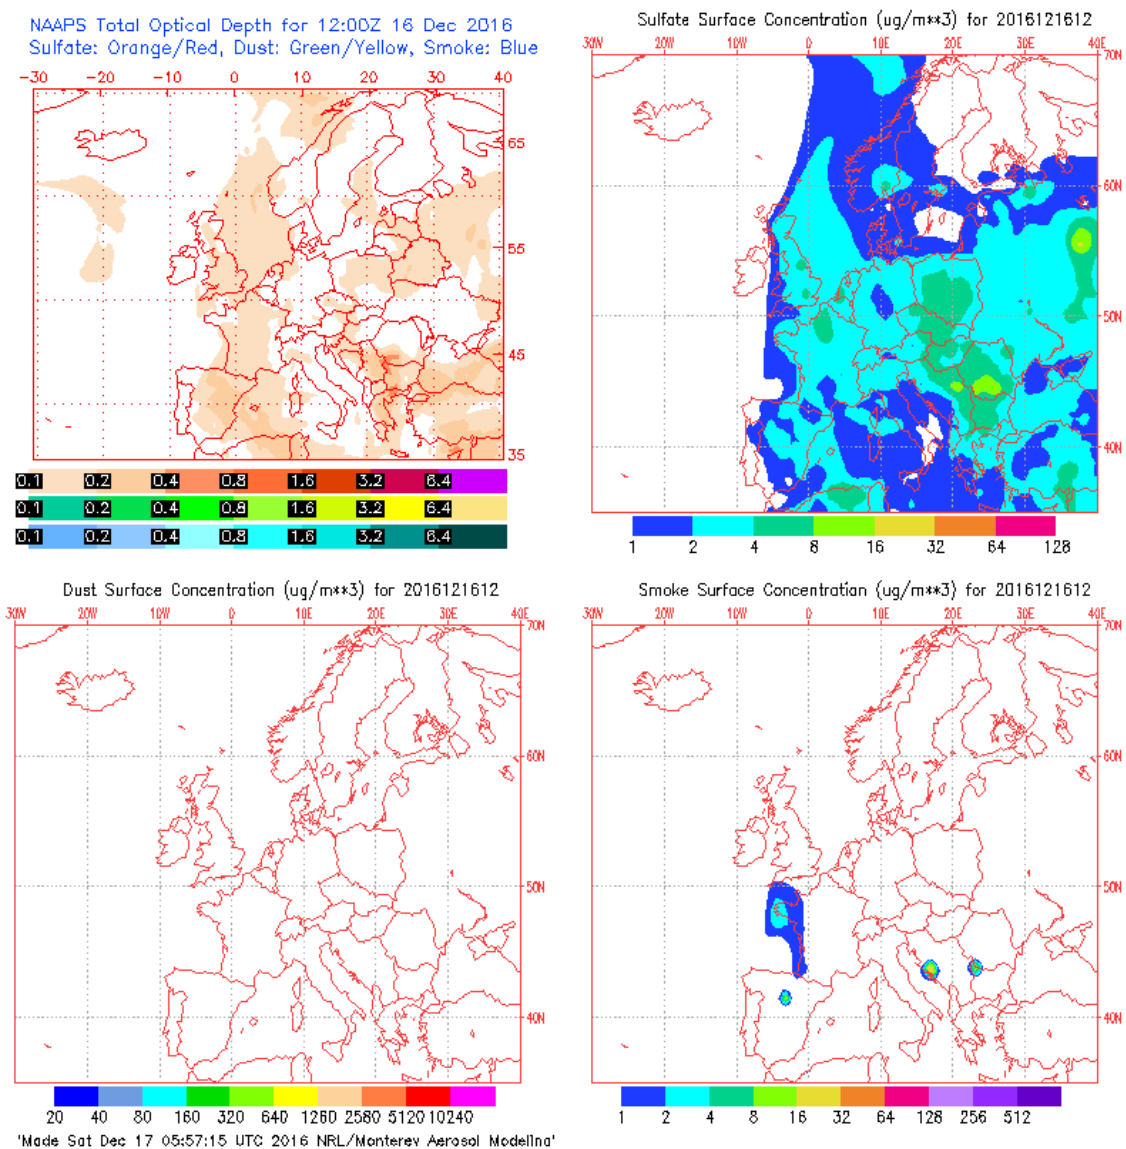 NAAPS Total Optical Depth for 12:00Z 16 Dec 2016
Sulfate: Orange/Red, Dust: Green/Yellow, Smoke: Blue
-30 -20 -10 0 10 20 30 40
65
55
45
35
0.1 0.2 0.4 0.8 1.6 3.2 6.4
0.1 0.2 0.4 0.8 1.6 3.2 6.4
0.1 0.2 0.4 0.8 1.6 3.2 6.4
Sulfate Surface Concentration (ug/m**3) for 2016121612
30W 20W 10W 0 10E 20E 30E 40E
70N
60N
50N
40N
1 2 4 8 16 32 64 128
Dust Surface Concentration (ug/m**3) for 2016121612
30W 20W 10W 0 10E 20E 30E 40E
70N
60N
50N
40N
20 40 80 160 320 640 1260 2580 5120 10240
'Made Sat Dec 17 05:57:15 UTC 2016 NRL/Monterey Aerosol Modeling'
Smoke Surface Concentration (ug/m**3) for 2016121612
30W 20W 10W 0 10E 20E 30E 40E
70N
60N
50N
40N
1 2 4 8 16 32 64 128 256 512